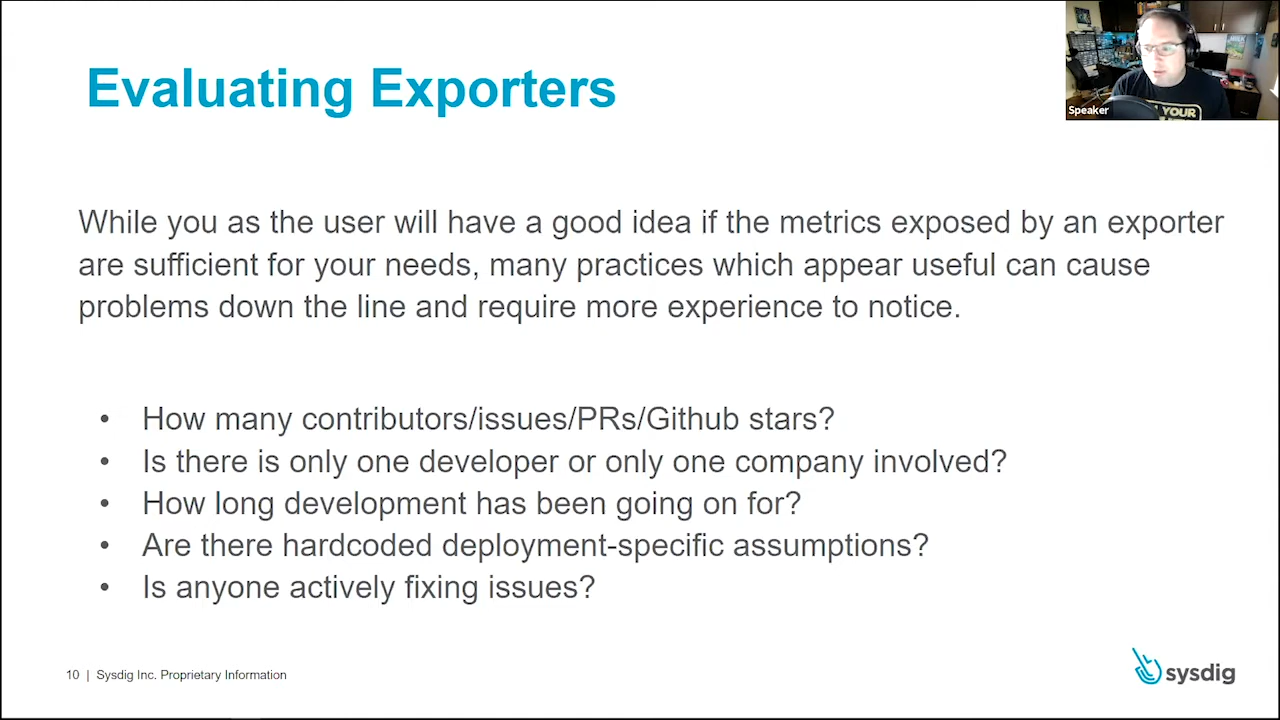 Evaluating Exporters
Speaker
YOUR
While you as the user will have a good idea if the metrics exposed by an exporter
are sufficient for your needs, many practices which appear useful can cause
problems down the line and require more experience to notice.
• How many contributors/issues/PRs/Github stars?
• Is there is only one developer or only one company involved?
• How long development has been going on for?
• Are there hardcoded deployment-specific assumptions?
• Is anyone actively fixing issues?
10 | Sysdig Inc. Proprietary Information
sysdig